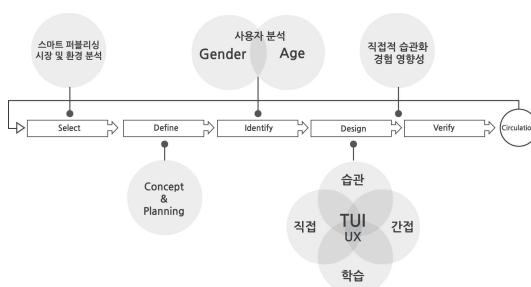 스마트 퍼블리싱
시장 및 환경 분석
사용자 분석
Gender
Age
직접적 습관화
경험 영향성
Select
Define
Identify
Design
Verify
Circulatio
Concept
&
Planning
습관
직접
TUI
UX
간접
학습